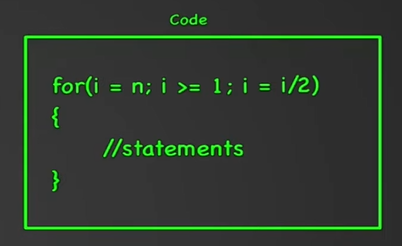 Code
for(i = n; i >= 1; i = i/2)
{
//statements
}